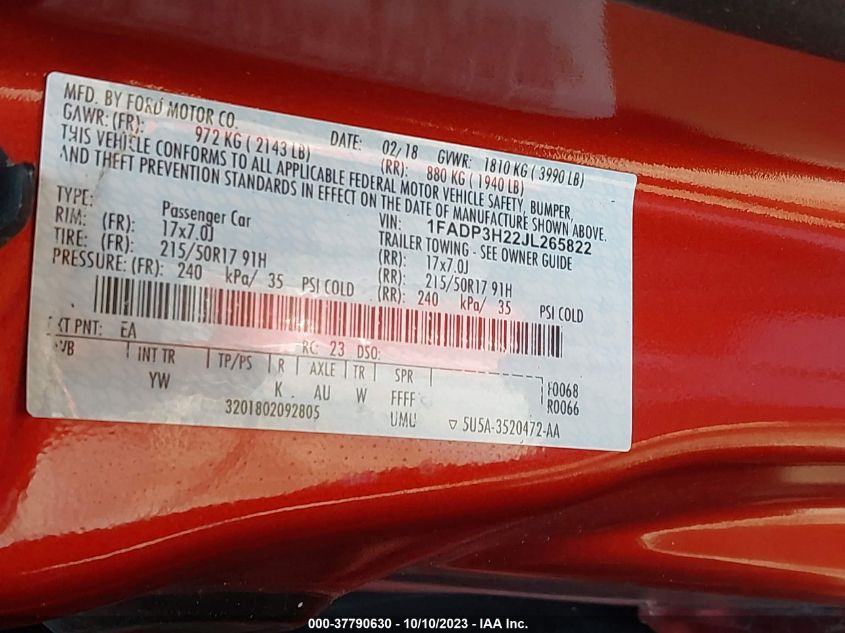 MFD. BY FORD MOTOR CO.
DATE: 02/18 GVWR: 1810 KG ( 3990 LB)
GAWR: (FR): 972 KG ( 2143 LB) (RR): 880 KG ( 1940 LB)
THIS VEHICLE CONFORMS TO ALL APPLICABLE FEDERAL MOTOR VEHICLE SAFETY, BUMPER,
AND THEFT PREVENTION STANDARDS IN EFFECT ON THE DATE OF MANUFACTURE SHOWN ABOVE.
VIN: 1FADP3H22JL265822
TYPE: Passenger Car TRAILER TOWING - SEE OWNER GUIDE
RIM: (FR): 17x7.0J (RR): 17x7.0J
TIRE: (FR): 215/50R17 91H (RR): 215/50R17 91H
PRESSURE: (FR): 240 kPa/ 35 PSI COLD (RR): 240 kPa/ 35 PSI COLD
PNT: EA RC: 23 DSO:
INT TR TP/PS R AXLE TR SPR
YW K AU W FFFF
F0068
R0066
3201802092805 UMU ▽ 5U5A-3520472-AA
000-37790630 - 10/10/2023 - IAA Inc.